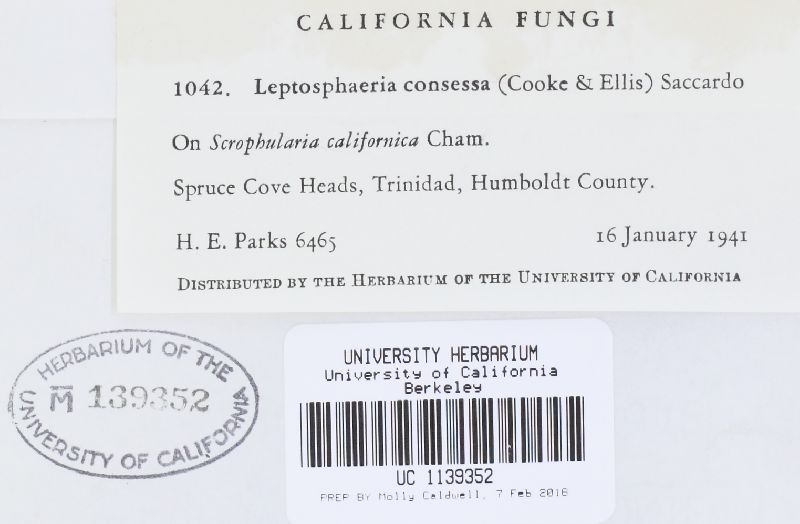 CALIFORNIA FUNGI
1042. Leptosphaeria consessa (Cooke & Ellis) Saccardo
On Scrophularia californica Cham.
Spruce Cove Heads, Trinidad, Humboldt County.
H. E. Parks 6465 16 January 1941
DISTRIBUTED BY THE HERBARIUM OF THE UNIVERSITY OF CALIFORNIA
HERBARIUM OF THE
M 139352
UNIVERSITY OF CALIFORNIA
UNIVERSITY HERBARIUM
University of California
Berkeley
UC 1139352
PREP BY Molly Caldwell, 7 Feb 2016